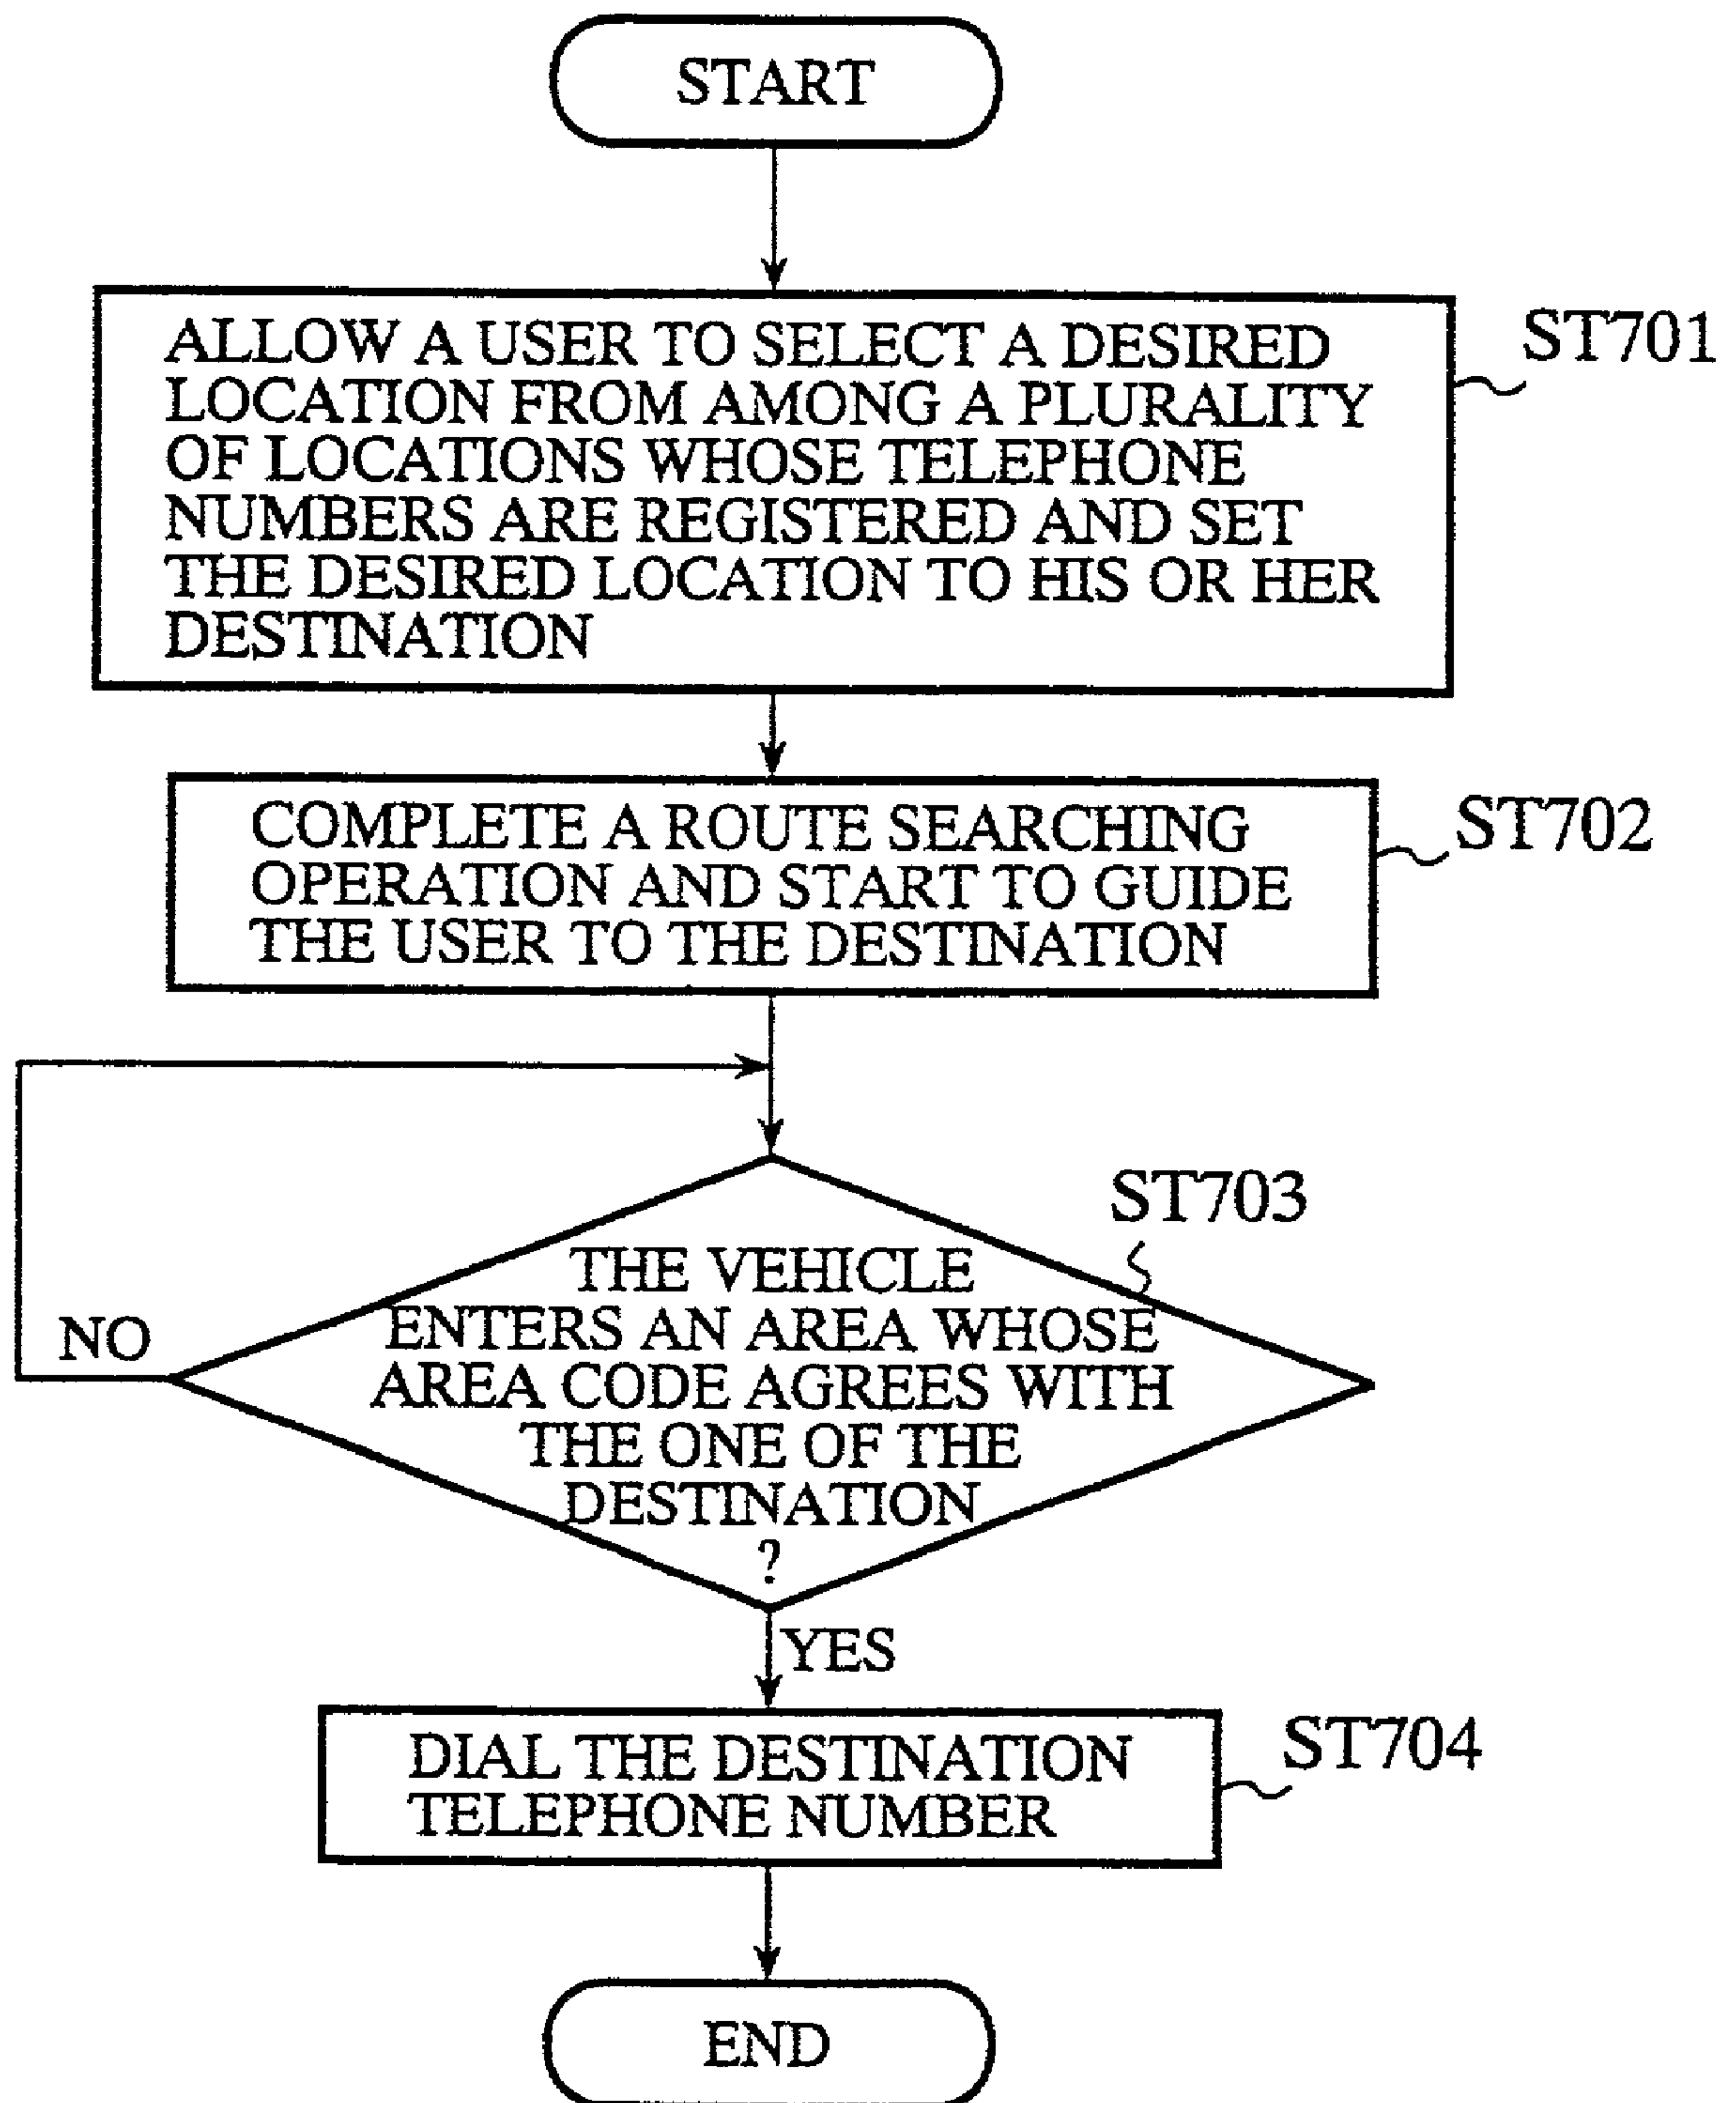 START
ALLOW A USER TO SELECT A DESIRED
LOCATION FROM AMONG A PLURALITY
OF LOCATIONS WHOSE TELEPHONE
NUMBERS ARE REGISTERED AND SET
THE DESIRED LOCATION TO HIS OR HER
DESTINATION
ST701
COMPLETE A ROUTE SEARCHING
OPERATION AND START TO GUIDE
THE USER TO THE DESTINATION
ST702
ST703
THE VEHICLE
ENTERS AN AREA WHOSE
AREA CODE AGREES WITH
THE ONE OF THE
DESTINATION
?
NO
YES
DIAL THE DESTINATION
TELEPHONE NUMBER
ST704
END